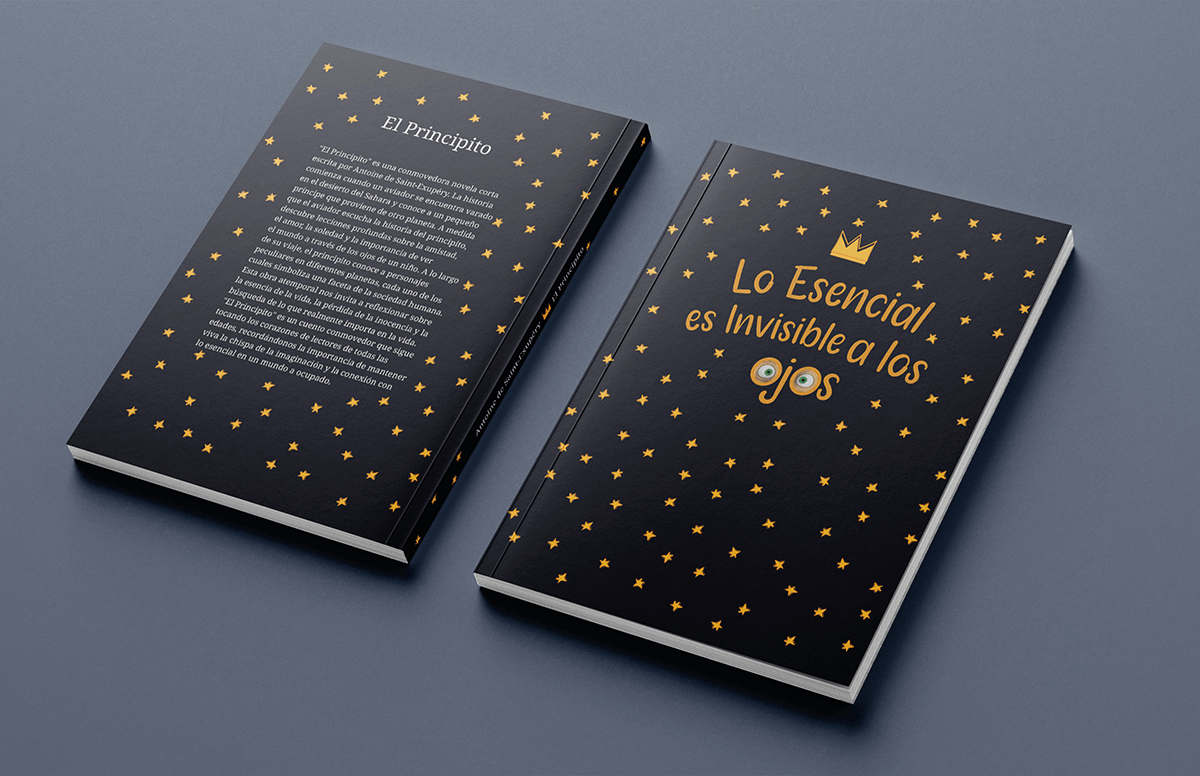 El Principito
"El Principito" es una conmovedora novela corta
escrita por Antoine de Saint-Exupéry. La historia
comienza cuando un aviador se encuentra varado
en el desierto del Sahara y conoce a un pequeño
príncipe que proviene de otro planeta. A medida
que el aviador escucha la historia del principito,
descubre lecciones profundas sobre la amistad,
el amor, la soledad y la importancia de ver
el mundo a través de los ojos de un niño. A lo largo
de su viaje, el principito conoce a personajes
peculiares en diferentes planetas, cada uno de los
cuales simboliza una faceta de la sociedad humana.
Esta obra atemporal nos invita a reflexionar sobre
la esencia de la vida, la pérdida de la inocencia y la
búsqueda de lo que realmente importa en la vida.
"El Principito" es un cuento conmovedor que sigue
tocando los corazones de lectores de todas las
edades, recordándonos la importancia de mantener
viva la chispa de la imaginación y la conexión con
lo esencial en un mundo a ocupado.
Antoine de Saint-Exupéry El Principito
Lo Esencial
es Invisible a los
ojos